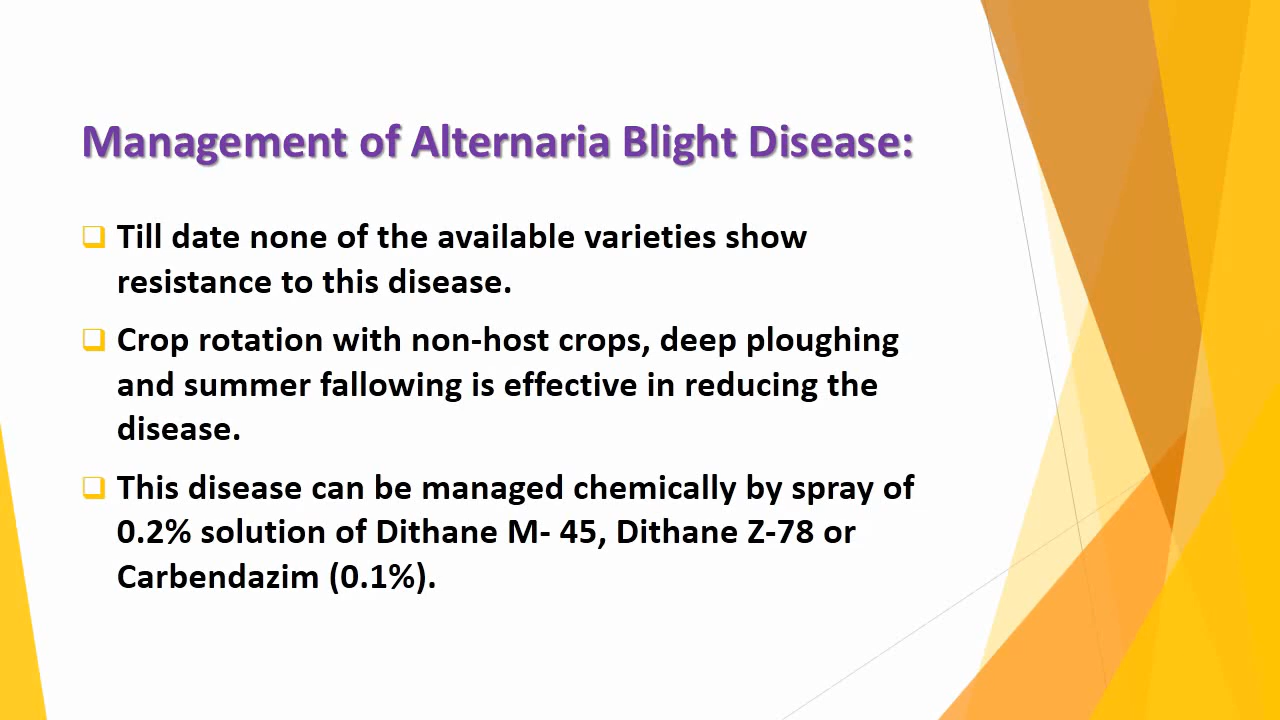 Management of Alternaria Blight Disease:
Till date none of the available varieties show
resistance to this disease.
Crop rotation with non-host crops, deep ploughing
and summer fallowing is effective in reducing the
disease.
This disease can be managed chemically by spray of
0.2% solution of Dithane M- 45, Dithane Z-78 or
Carbendazim (0.1%).